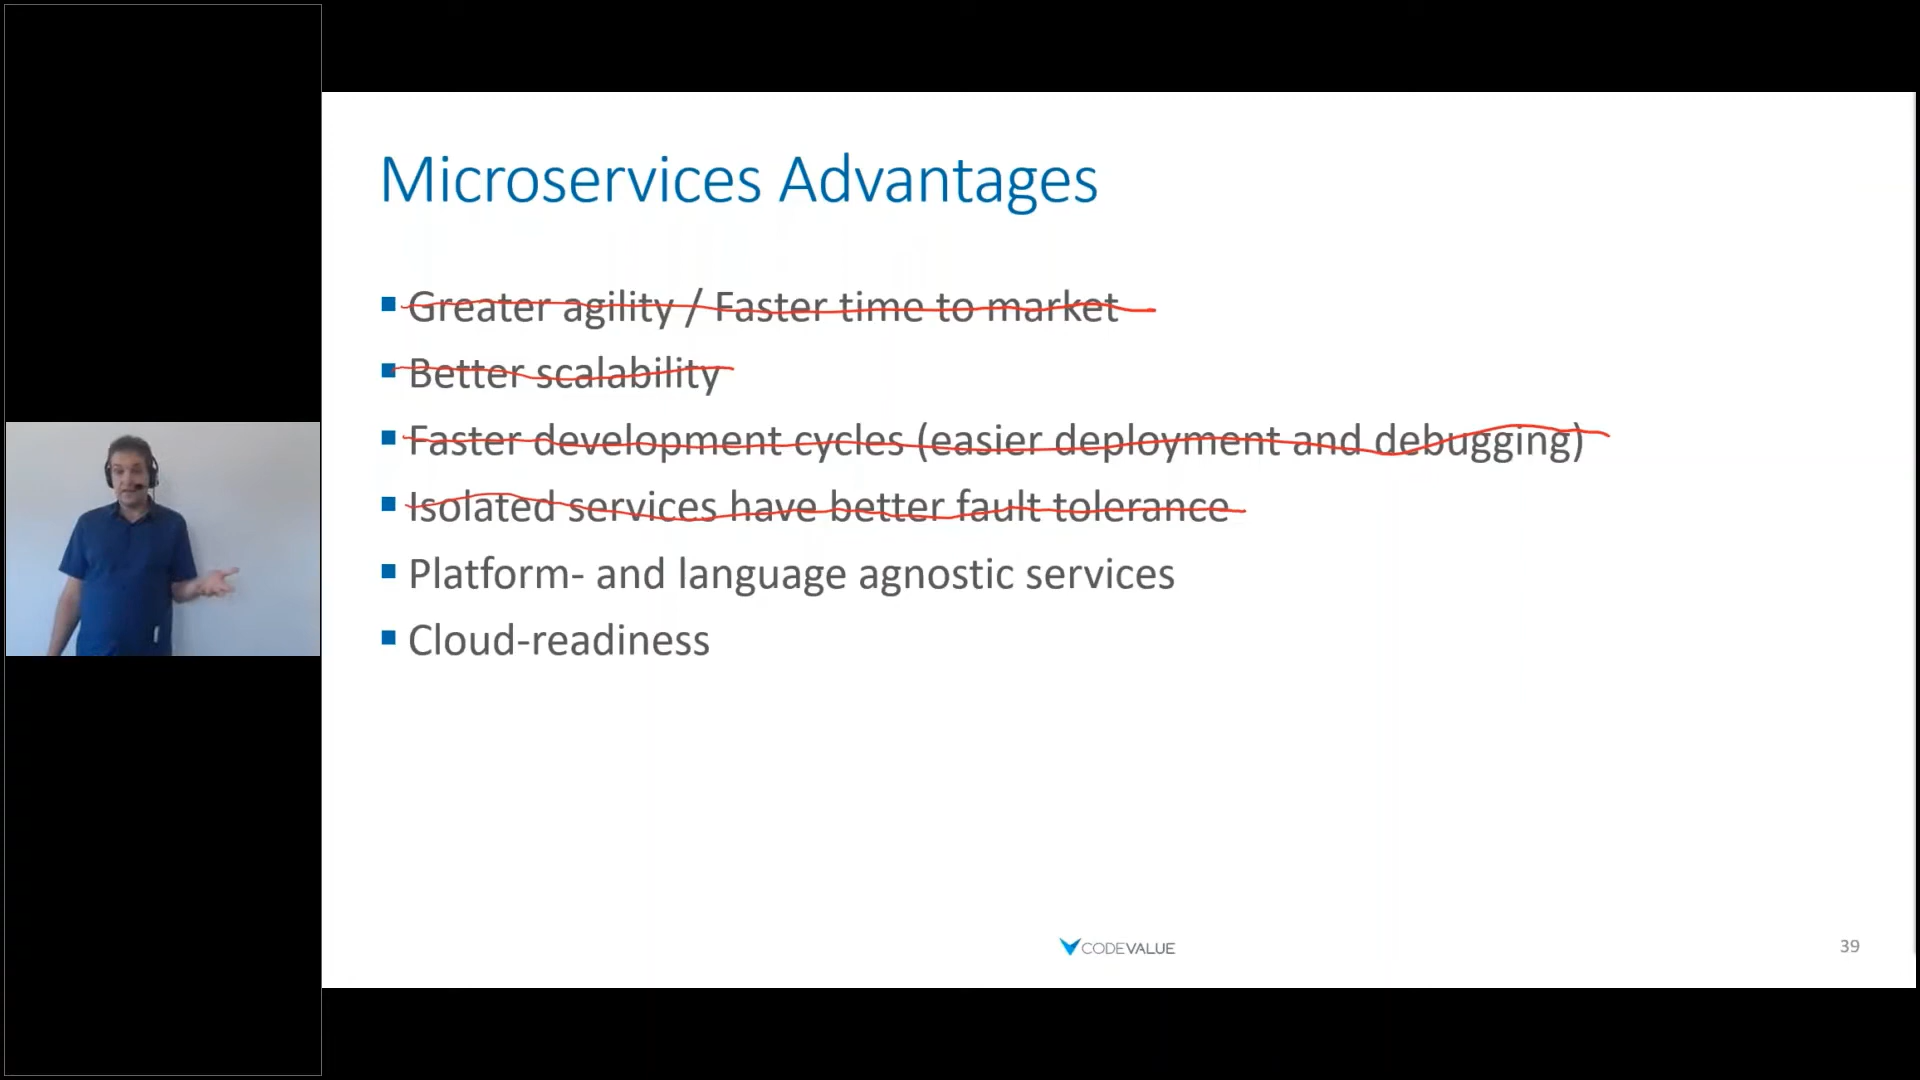 Microservices Advantages
Greater agility / Faster time to market
Better scalability
Faster development cycles (easier deployment and debugging)
Isolated services have better fault tolerance
Platform- and language agnostic services
Cloud-readiness
CODEVALUE
39